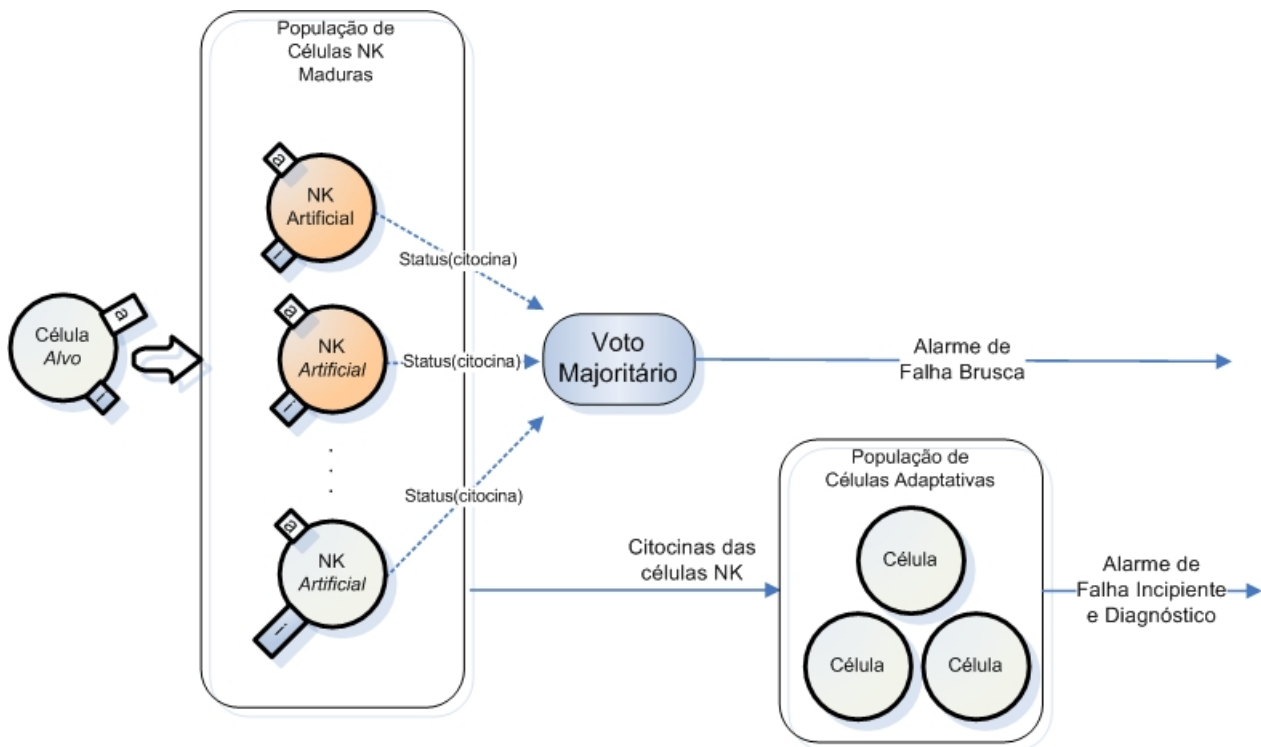 População de
Células NK
Maduras
a
NK
Artificial
i
Status(citocina)
Célula
Alvo
a
i
a
NK
Artificial
i
Status(citocina)
Voto
Majoritário
Alarme de
Falha Brusca
.
.
.
a
NK
Artificial
i
Status(citocina)
Citocinas das
células NK
População de
Células Adaptativas
Célula
Célula
Célula
Alarme de
Falha Incipiente
e Diagnóstico